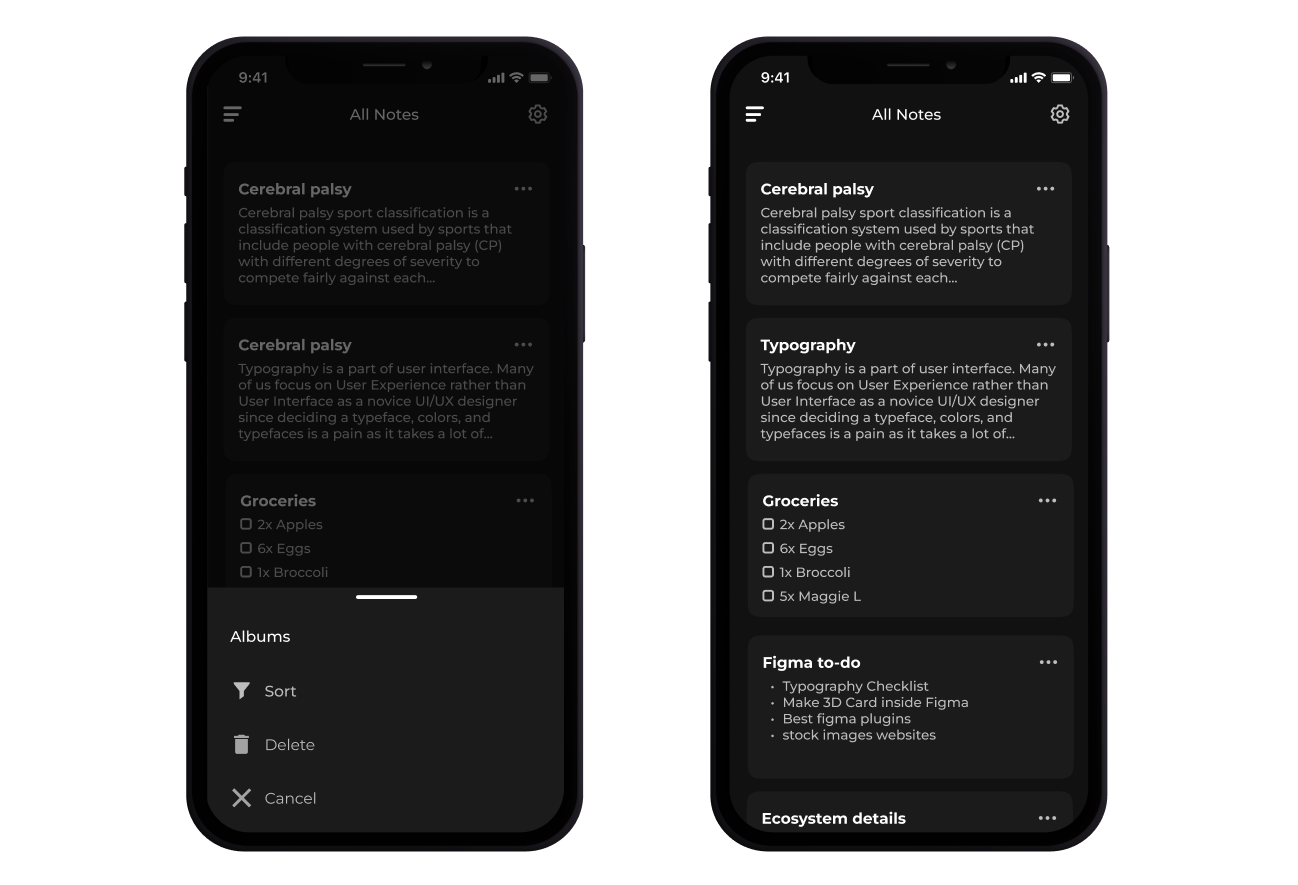 9:41
All Notes
Cerebral palsy
Cerebral palsy sport classification is a
classification system used by sports that
include people with cerebral palsy (CP)
with different degrees of severity to
compete fairly against each...
Cerebral palsy
Typography is a part of user interface. Many
of us focus on User Experience rather than
User Interface as a novice UI/UX designer
since deciding a typeface, colors, and
typefaces is a pain as it takes a lot of...
Groceries
2x Apples
6x Eggs
1x Broccoli
Albums
Sort
Delete
Cancel
9:41
All Notes
Cerebral palsy
Cerebral palsy sport classification is a
classification system used by sports that
include people with cerebral palsy (CP)
with different degrees of severity to
compete fairly against each...
Typography
Typography is a part of user interface. Many
of us focus on User Experience rather than
User Interface as a novice UI/UX designer
since deciding a typeface, colors, and
typefaces is a pain as it takes a lot of...
Groceries
2x Apples
6x Eggs
1x Broccoli
5x Maggie L
Figma to-do
• Typography Checklist
• Make 3D Card inside Figma
• Best figma plugins
• stock images websites
Ecosystem details